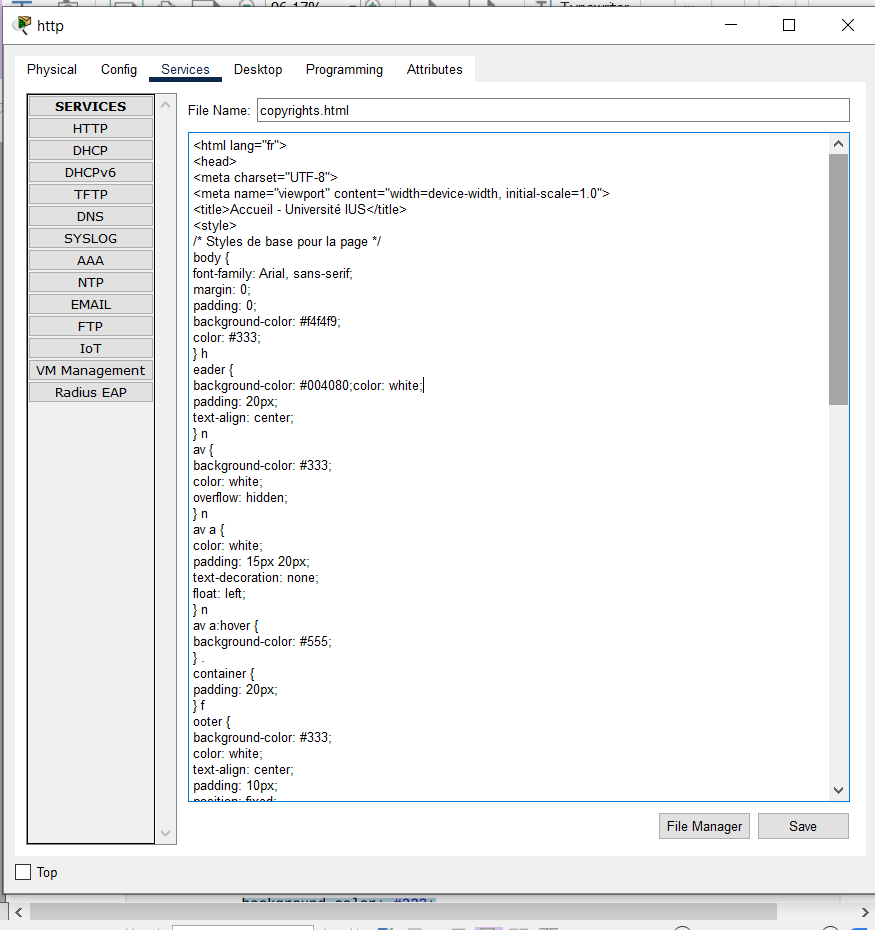 http
Physical Config Services Desktop Programming Attributes
SERVICES
HTTP
DHCP
DHCPv6
TFTP
DNS
SYSLOG
AAA
NTP
EMAIL
FTP
IoT
VM Management
Radius EAP
File Name: copyrights.html
<html lang="fr">
<head>
<meta charset="UTF-8">
<meta name="viewport" content="width=device-width, initial-scale=1.0">
<title>Accueil - Université IUS</title>
<style>
/* Styles de base pour la page */
body {
font-family: Arial, sans-serif;
margin: 0;
padding: 0;
background-color: #f4f4f9;
color: #333;
} h
eader {
background-color: #004080;color: white;
padding: 20px;
text-align: center;
} n
av {
background-color: #333;
color: white;
overflow: hidden;
} n
av a {
color: white;
padding: 15px 20px;
text-decoration: none;
float: left;
} n
av a:hover {
background-color: #555;
} .
container {
padding: 20px;
} f
ooter {
background-color: #333;
color: white;
text-align: center;
padding: 10px;
position: fixed;
File Manager Save
Top